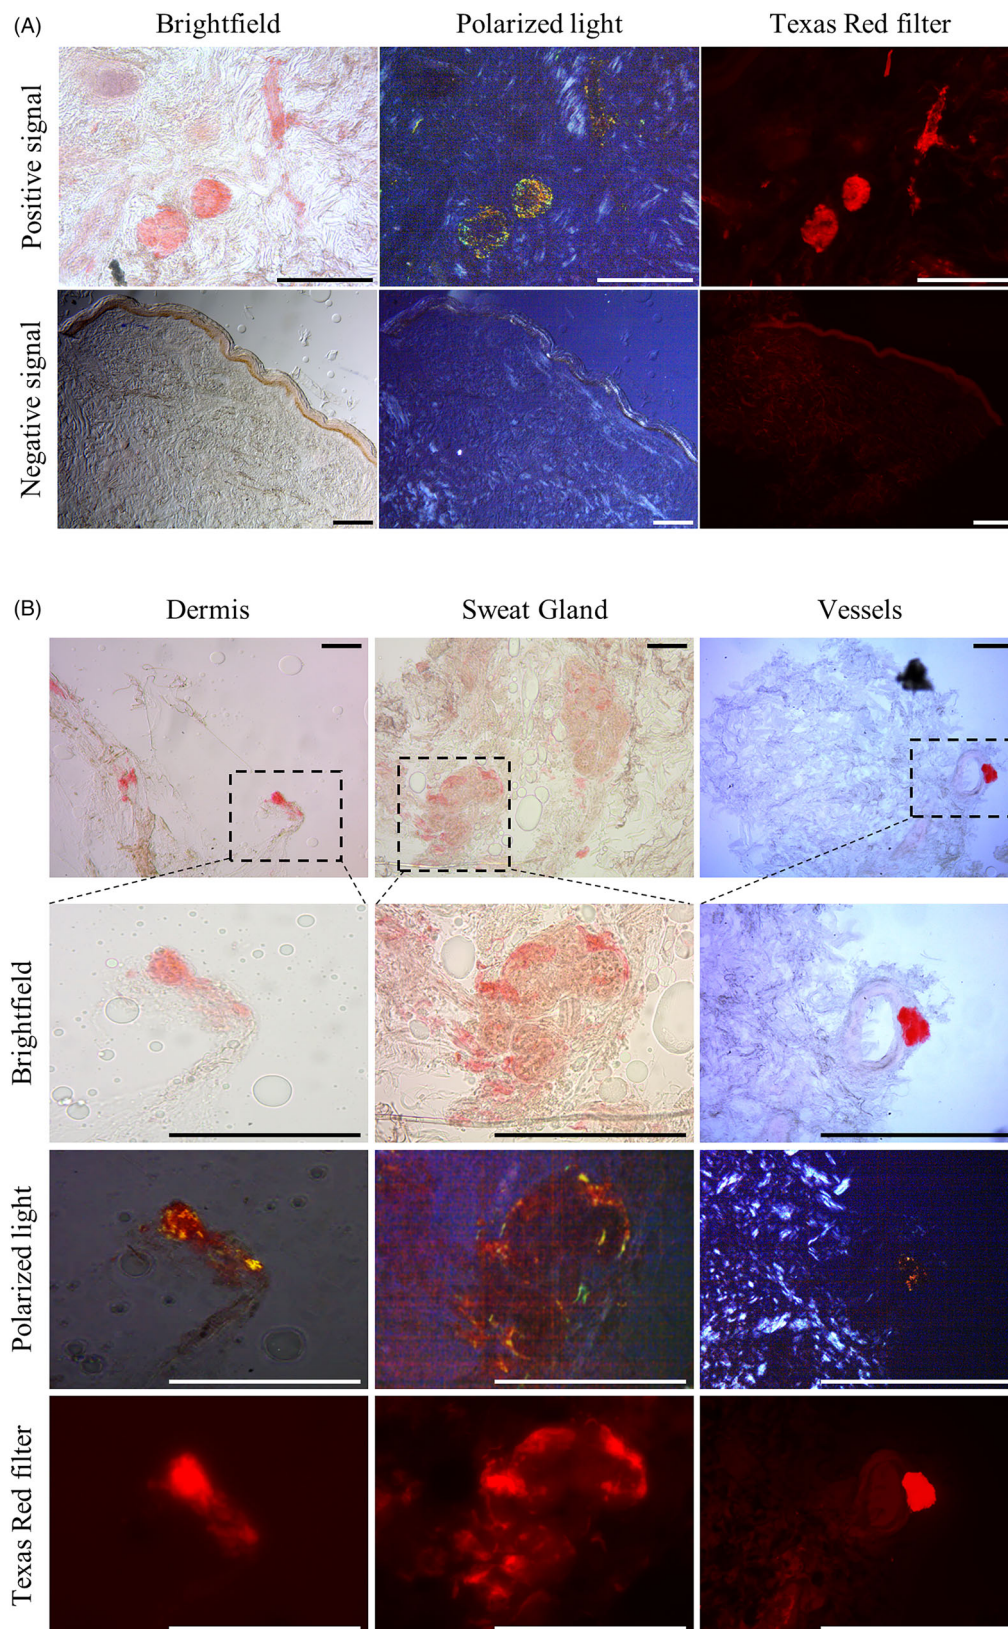 (A)
Brightfield
Polarized light
Texas Red filter
Positive signal
Negative signal
(B)
Dermis
Sweat Gland
Vessels
Brightfield
Polarized light
Texas Red filter